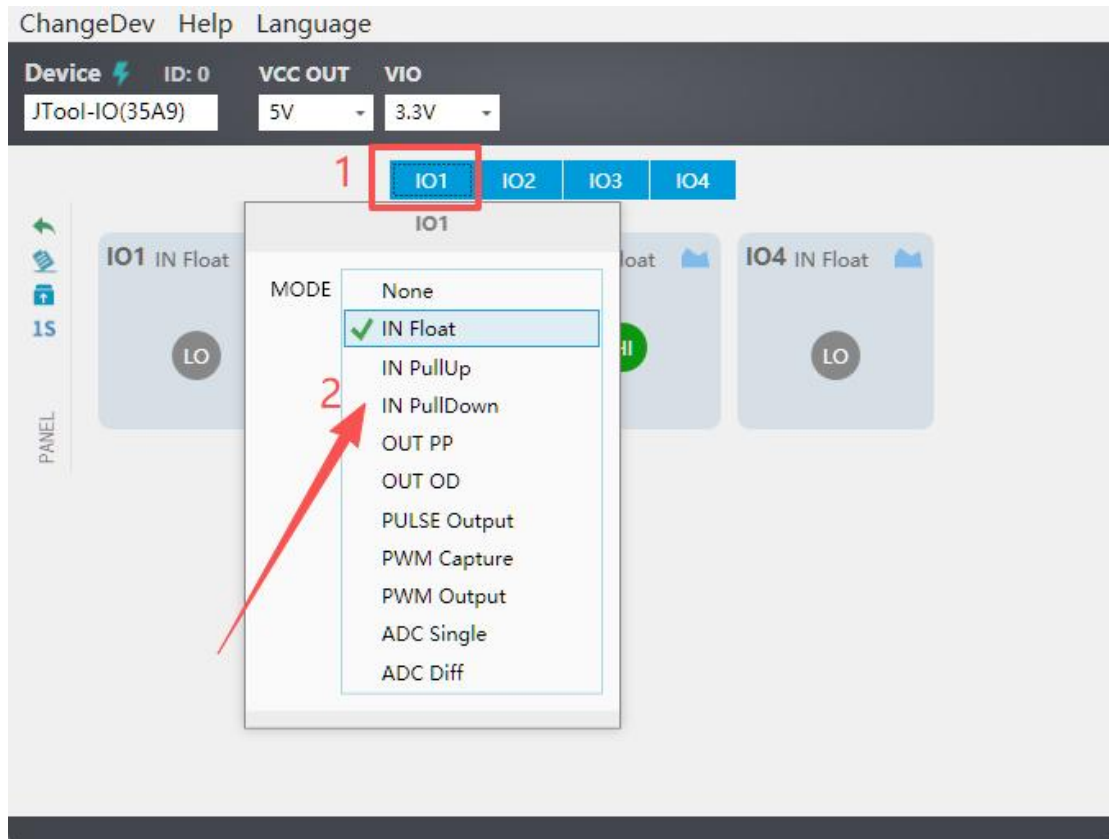 ChangeDev Help Language
Device ID: 0 VCC OUT VIO
JTool-IO(35A9) 5V 3.3V
1
IO1 IO2 IO3 IO4
IO1
IO1 IN Float
loat
IO4 IN Float
MODE
None
IN Float
IN PullUp
IN PullDown
OUT PP
OUT OD
PULSE Output
PWM Capture
PWM Output
ADC Single
ADC Diff
1S
LO
HI
LO
2
PANEL